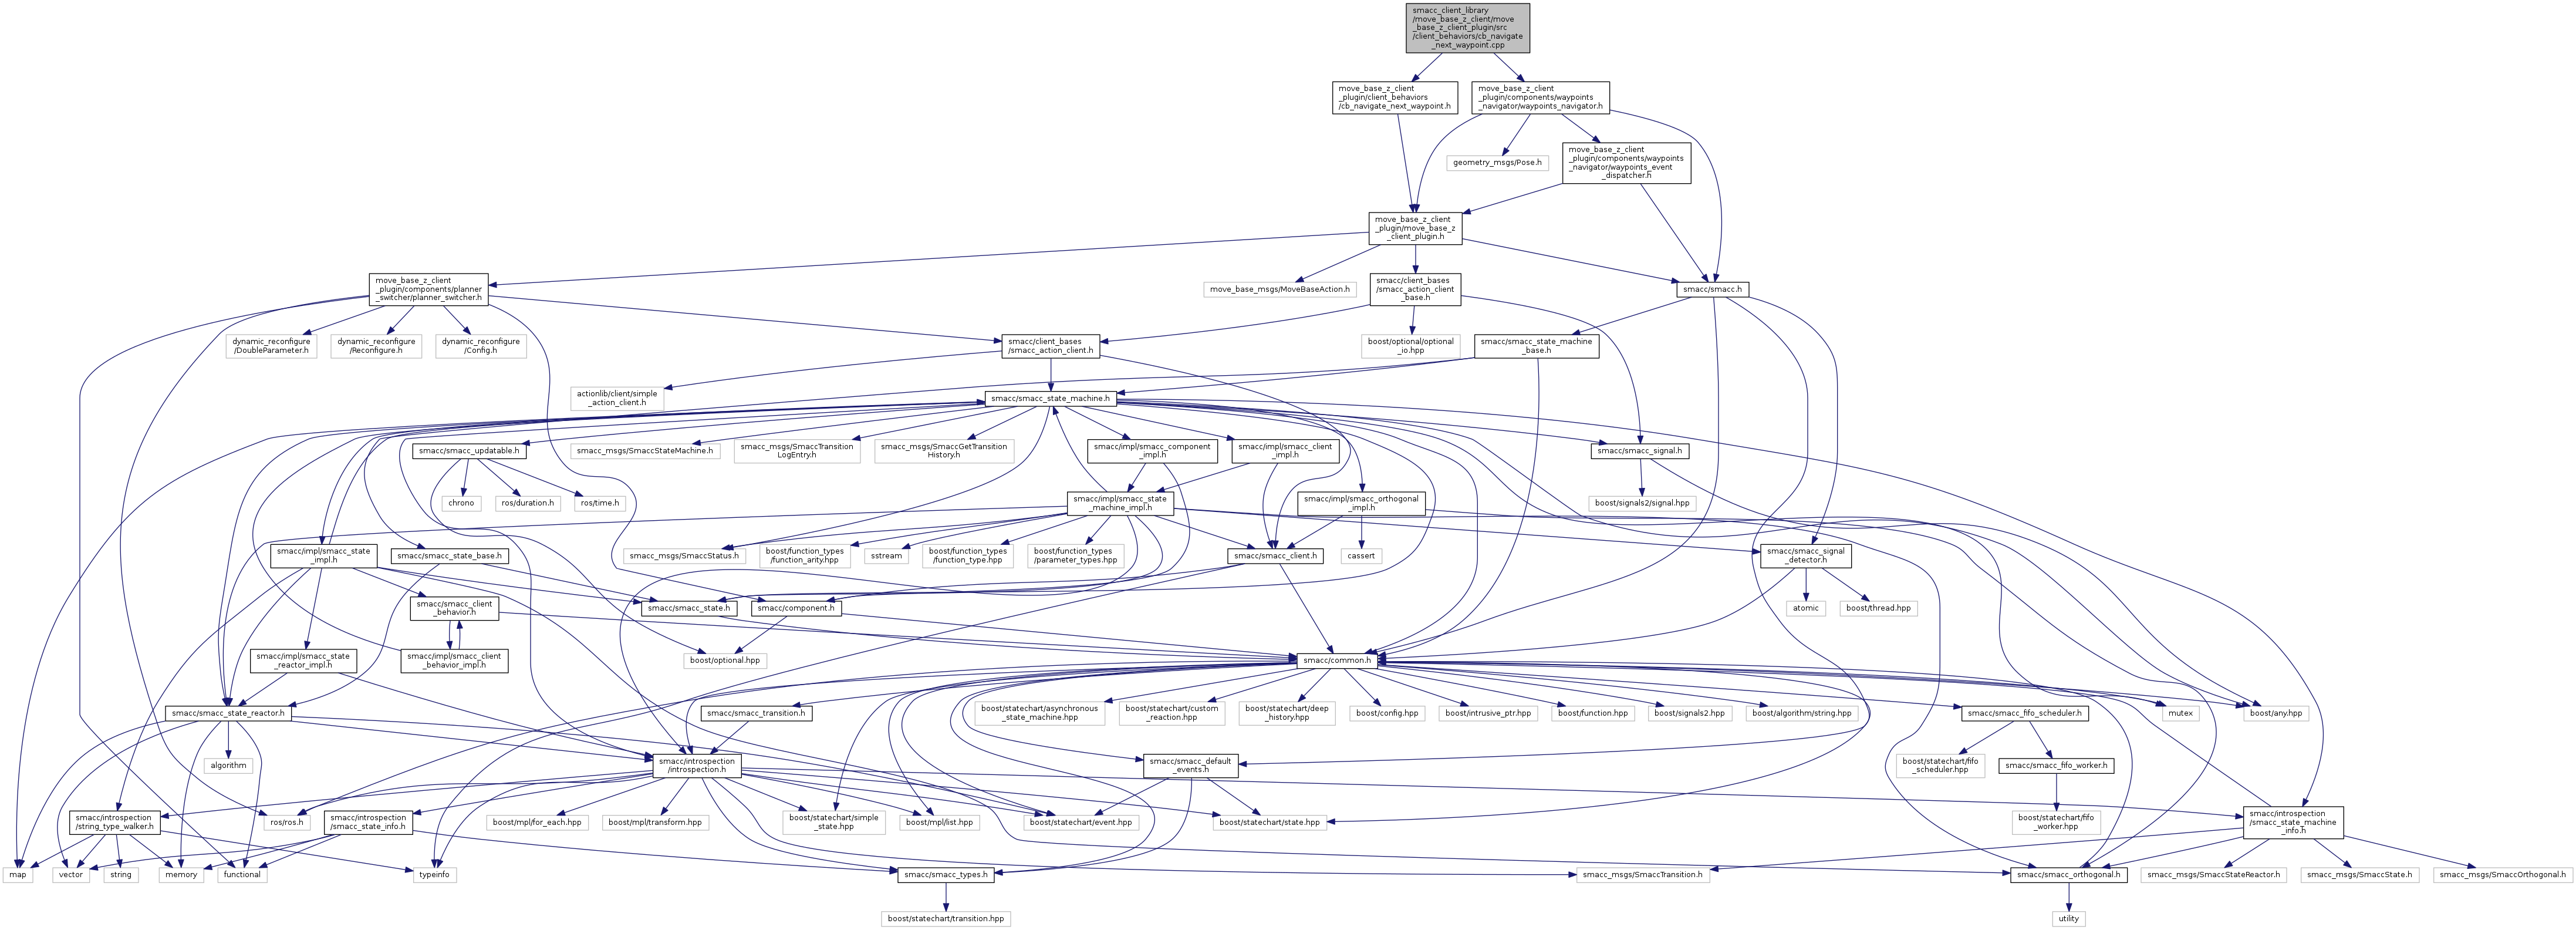 smacc_client_library
/move_base_z_client/move
_base_z_client_plugin/src
/client_behaviors/cb_navigate
_next_waypoint.cpp
move_base_z_client
_plugin/client_behaviors
/cb_navigate_next_waypoint.h
move_base_z_client
_plugin/components/waypoints
_navigator/waypoints_navigator.h
geometry_msgs/Pose.h
move_base_z_client
_plugin/components/waypoints
_navigator/waypoints_event
_dispatcher.h
move_base_z_client
_plugin/move_base_z
_client_plugin.h
move_base_z_client
_plugin/components/planner
_switcher/planner_switcher.h
move_base_msgs/MoveBaseAction.h
smacc/client_bases
/smacc_action_client
_base.h
smacc/smacc.h
dynamic_reconfigure
/DoubleParameter.h
dynamic_reconfigure
/Reconfigure.h
dynamic_reconfigure
/Config.h
smacc/client_bases
/smacc_action_client.h
boost/optional/optional
_io.hpp
smacc/smacc_state_machine
_base.h
actionlib/client/simple
_action_client.h
smacc/smacc_state_machine.h
smacc/smacc_updatable.h
smacc_msgs/SmaccStateMachine.h
smacc_msgs/SmaccTransition
LogEntry.h
smacc_msgs/SmaccGetTransition
History.h
smacc/impl/smacc_component
_impl.h
smacc/impl/smacc_client
_impl.h
smacc/smacc_signal.h
chrono
ros/duration.h
ros/time.h
smacc/impl/smacc_state
_machine_impl.h
smacc/impl/smacc_orthogonal
_impl.h
boost/signals2/signal.hpp
smacc/impl/smacc_state
_impl.h
smacc/smacc_state_base.h
smacc_msgs/SmaccStatus.h
boost/function_types
/function_arity.hpp
sstream
boost/function_types
/function_type.hpp
boost/function_types
/parameter_types.hpp
smacc/smacc_client.h
cassert
smacc/smacc_signal
_detector.h
smacc/smacc_client
_behavior.h
smacc/smacc_state.h
smacc/component.h
atomic
boost/thread.hpp
smacc/impl/smacc_state
_reactor_impl.h
smacc/impl/smacc_client
_behavior_impl.h
boost/optional.hpp
smacc/common.h
smacc/smacc_state_reactor.h
smacc/smacc_transition.h
boost/statechart/asynchronous
_state_machine.hpp
boost/statechart/custom
_reaction.hpp
boost/statechart/deep
_history.hpp
boost/config.hpp
boost/intrusive_ptr.hpp
boost/function.hpp
boost/signals2.hpp
boost/algorithm/string.hpp
smacc/smacc_fifo_scheduler.h
mutex
boost/any.hpp
algorithm
smacc/introspection
/introspection.h
smacc/smacc_default
_events.h
boost/statechart/fifo
_scheduler.hpp
smacc/smacc_fifo_worker.h
smacc/introspection
/string_type_walker.h
ros/ros.h
smacc/introspection
/smacc_state_info.h
boost/mpl/for_each.hpp
boost/mpl/transform.hpp
boost/statechart/simple
_state.hpp
boost/mpl/list.hpp
boost/statechart/event.hpp
boost/statechart/state.hpp
boost/statechart/fifo
_worker.hpp
smacc/introspection
/smacc_state_machine
_info.h
map
vector
string
memory
functional
typeinfo
smacc/smacc_types.h
smacc_msgs/SmaccTransition.h
smacc/smacc_orthogonal.h
smacc_msgs/SmaccStateReactor.h
smacc_msgs/SmaccState.h
smacc_msgs/SmaccOrthogonal.h
boost/statechart/transition.hpp
utility